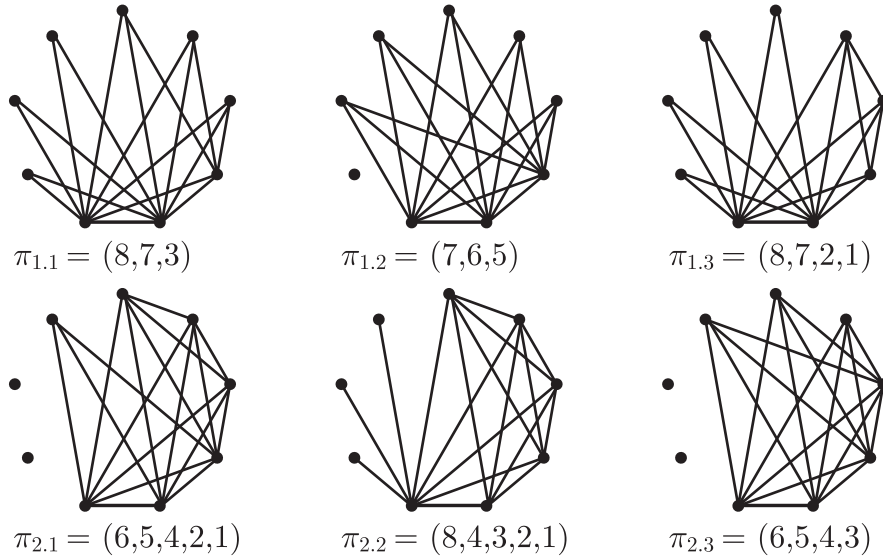 π1.1 = (8,7,3) π1.2 = (7,6,5) π1.3 = (8,7,2,1)
π2.1 = (6,5,4,2,1) π2.2 = (8,4,3,2,1) π2.3 = (6,5,4,3)